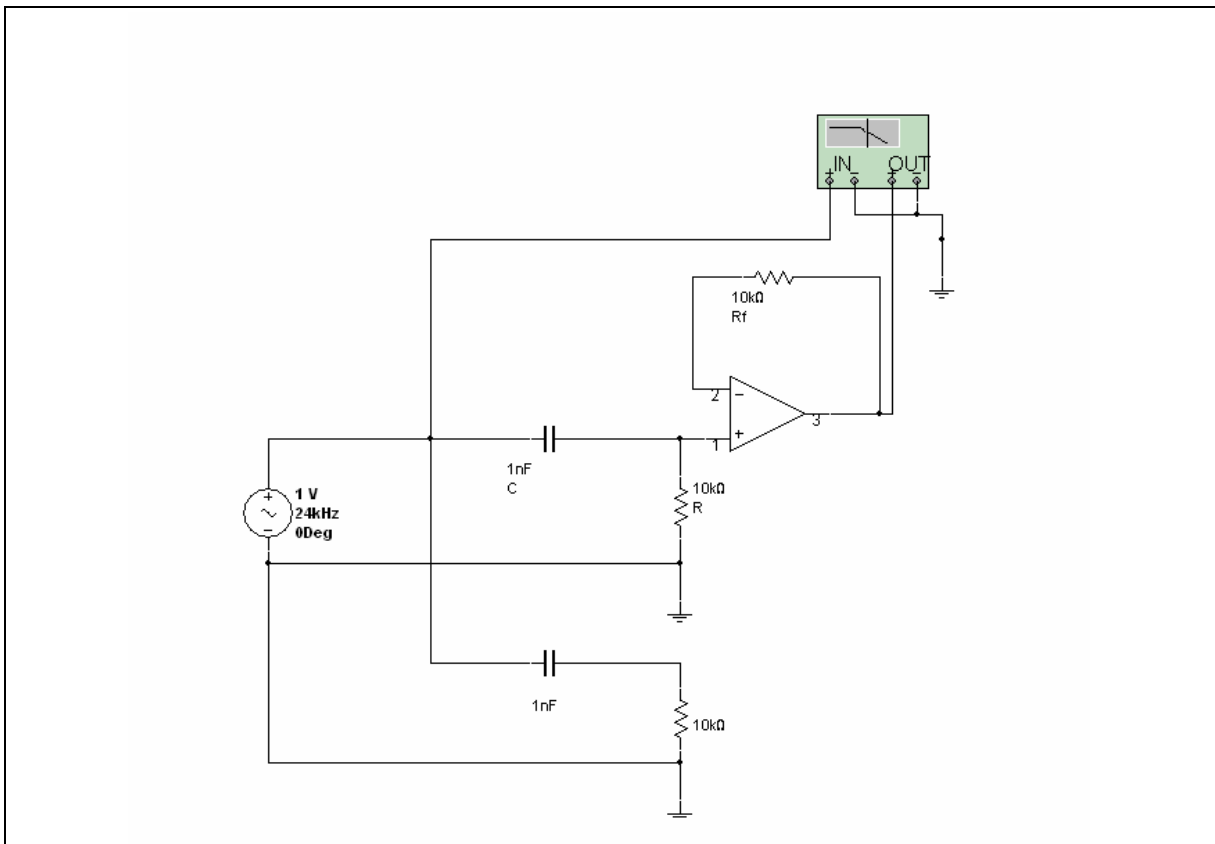 IN OUT
+ − + −
10kΩ
Rf
2
−
3
+
1
1nF
C
10kΩ
R
+
1 V
24kHz
0Deg
−
1nF
10kΩ